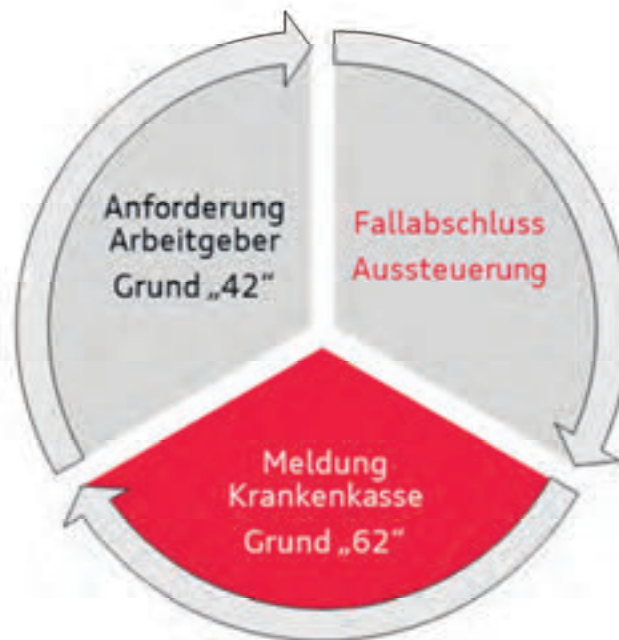 Anforderung
Arbeitgeber
Grund „42“
Fallabschluss
Aussteuerung
Meldung
Krankenkasse
Grund „62“